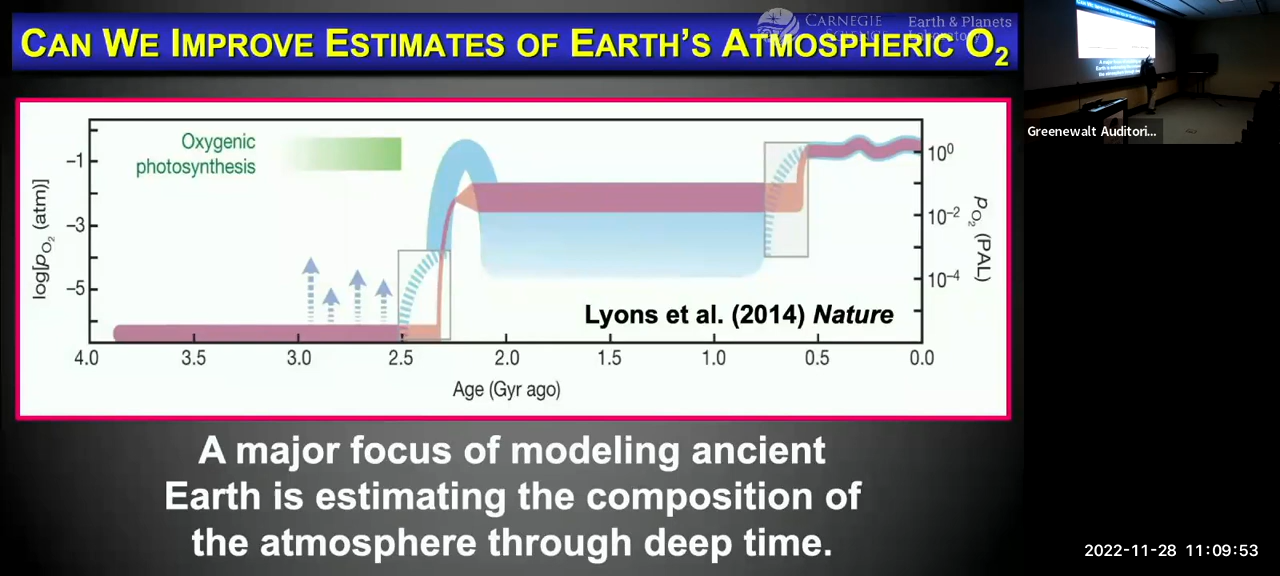 CARNEGIE SCIENCE
Earth & Planets Laboratory
CAN WE IMPROVE ESTIMATES OF EARTH'S ATMOSPHERIC O2
Oxygenic
photosynthesis
log[pO2 (atm)]
−1
−3
−5
10^0
10^−2
10^−4
pO2 (PAL)
Lyons et al. (2014) Nature
4.0 3.5 3.0 2.5 2.0 1.5 1.0 0.5 0.0
Age (Gyr ago)
A major focus of modeling ancient
Earth is estimating the composition of
the atmosphere through deep time.
Greenewalt Auditori...
2022-11-28 11:09:53